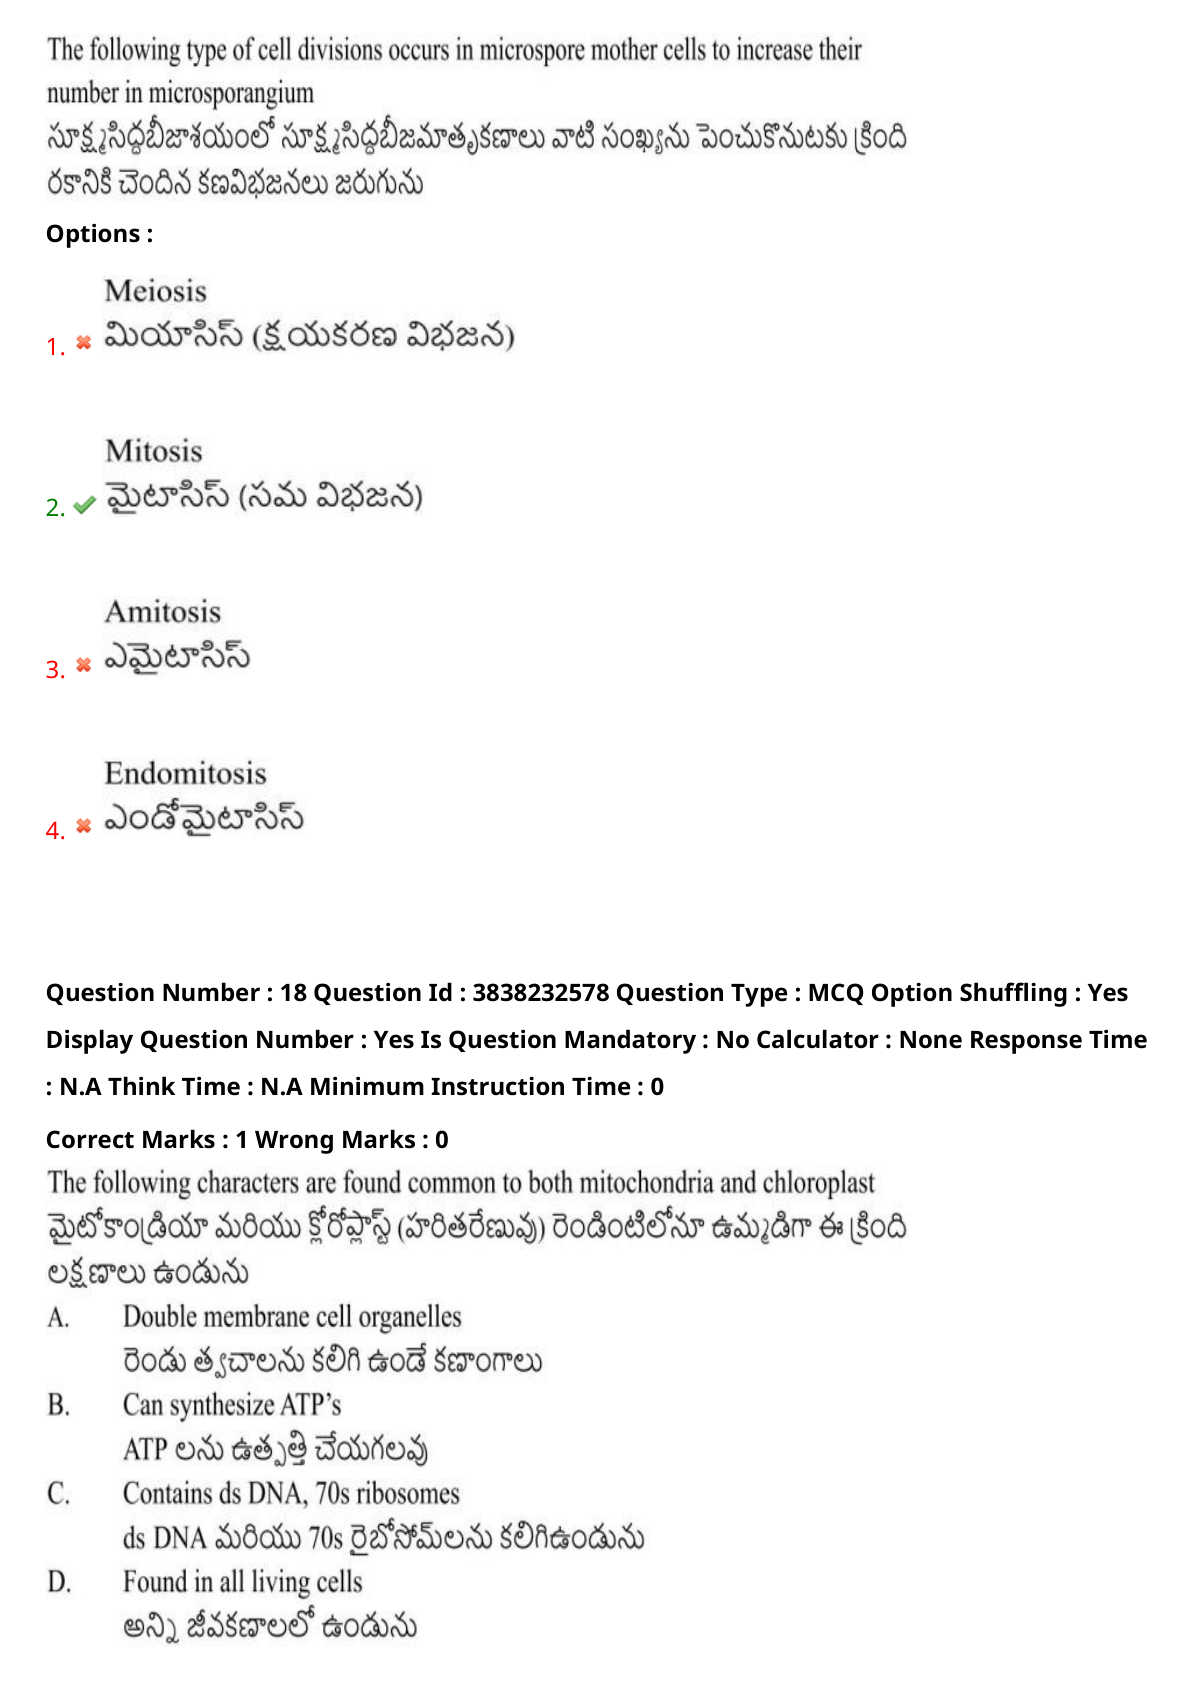 The following type of cell divisions occurs in microspore mother cells to increase their
number in microsporangium
సూక్ష్మసిద్ధబీజాశయంలో సూక్ష్మసిద్ధబీజమాతృకణాలు వాటి సంఖ్యను పెంచుకొనుటకు క్రింది
రకానికి చెందిన కణవిభజనలు జరుగును
Options :
Meiosis
1. మియాసిస్ (క్షయకరణ విభజన)
Mitosis
2. మైటాసిస్ (సమ విభజన)
Amitosis
3. ఎమైటాసిస్
Endomitosis
4. ఎండోమైటాసిస్
Question Number : 18 Question Id : 3838232578 Question Type : MCQ Option Shuffling : Yes
Display Question Number : Yes Is Question Mandatory : No Calculator : None Response Time
: N.A Think Time : N.A Minimum Instruction Time : 0
Correct Marks : 1 Wrong Marks : 0
The following characters are found common to both mitochondria and chloroplast
మైటోకాండ్రియా మరియు క్లోరోప్లాస్ట్ (హరితరేణువు) రెండింటిలోనూ ఉమ్మడిగా ఈ క్రింది
లక్షణాలు ఉండును
A. Double membrane cell organelles
రెండు త్వచాలను కలిగి ఉండే కణాంగాలు
B. Can synthesize ATP's
ATP లను ఉత్పత్తి చేయగలవు
C. Contains ds DNA, 70s ribosomes
ds DNA మరియు 70s రైబోసోమ్‌లను కలిగిఉండును
D. Found in all living cells
అన్ని జీవకణాలలో ఉండును